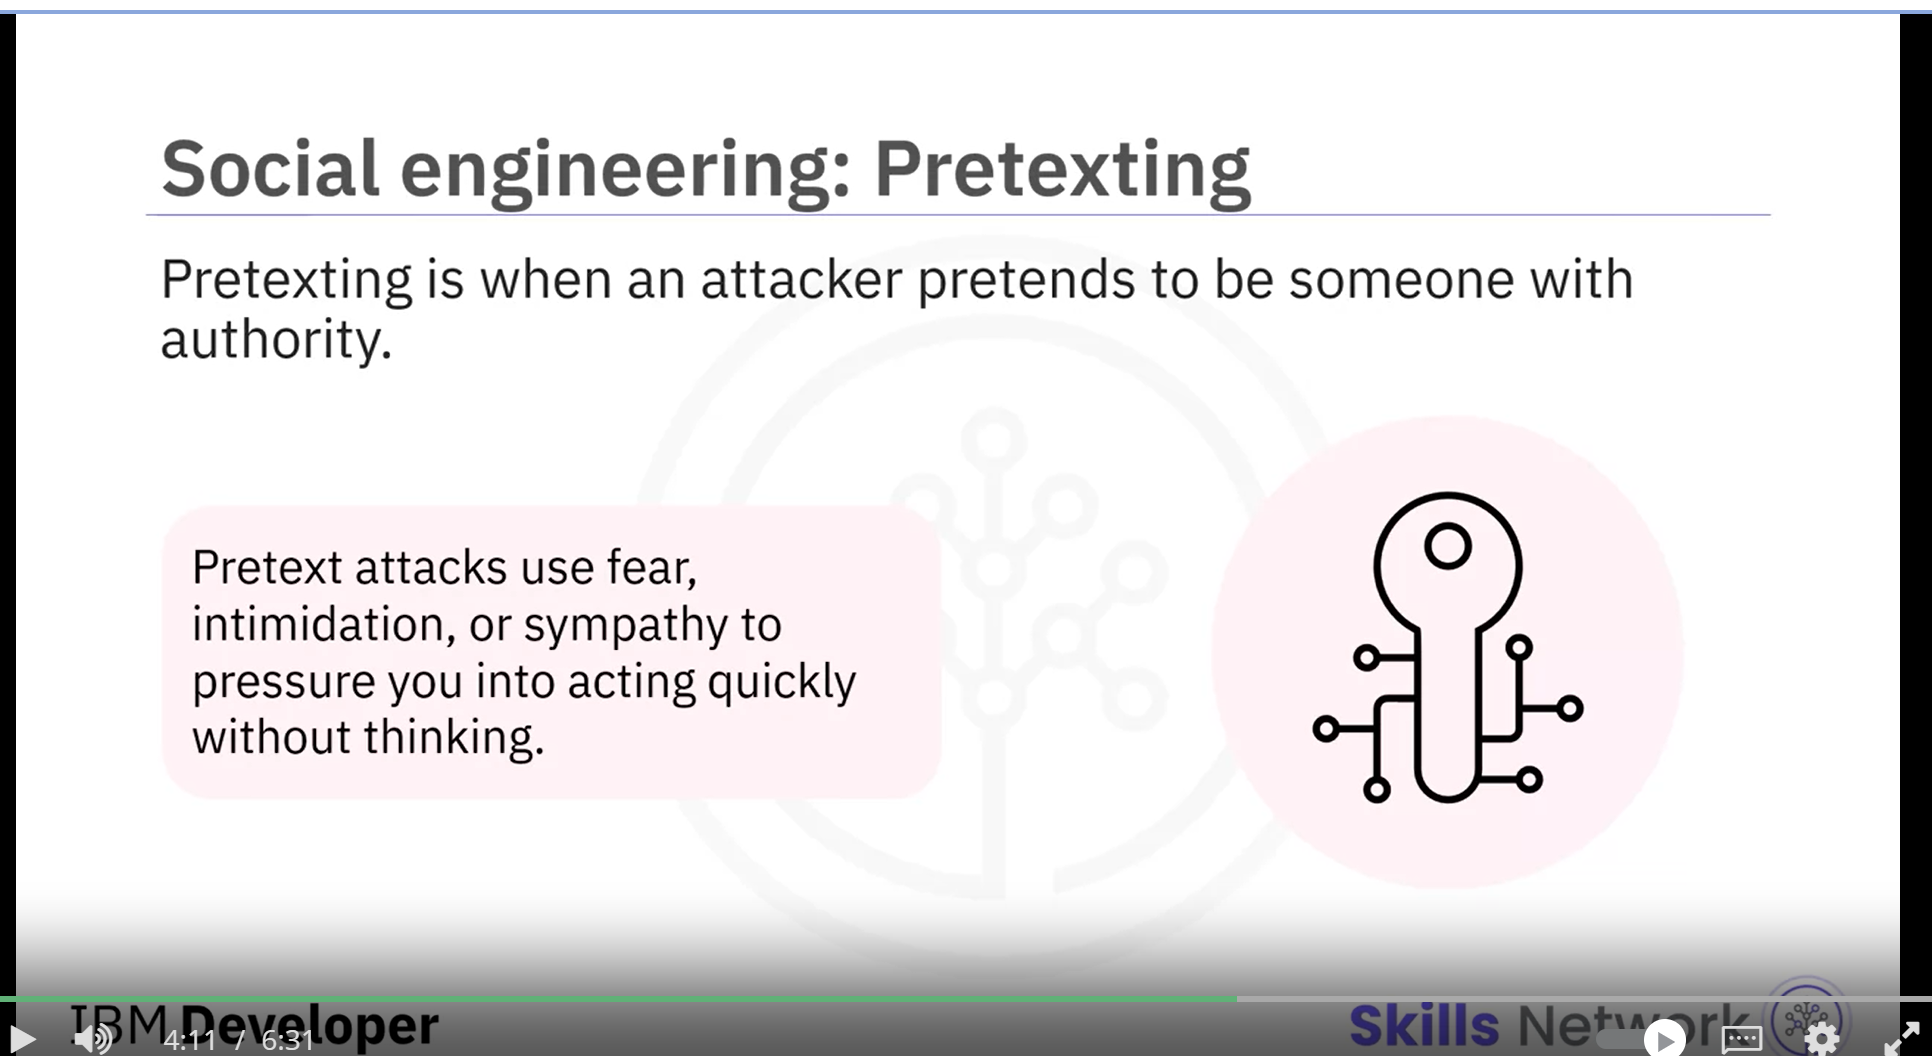 Social engineering: Pretexting
Pretexting is when an attacker pretends to be someone with
authority.
Pretext attacks use fear,
intimidation, or sympathy to
pressure you into acting quickly
without thinking.
IBM Developer
Skills Network
4:11 / 6:31